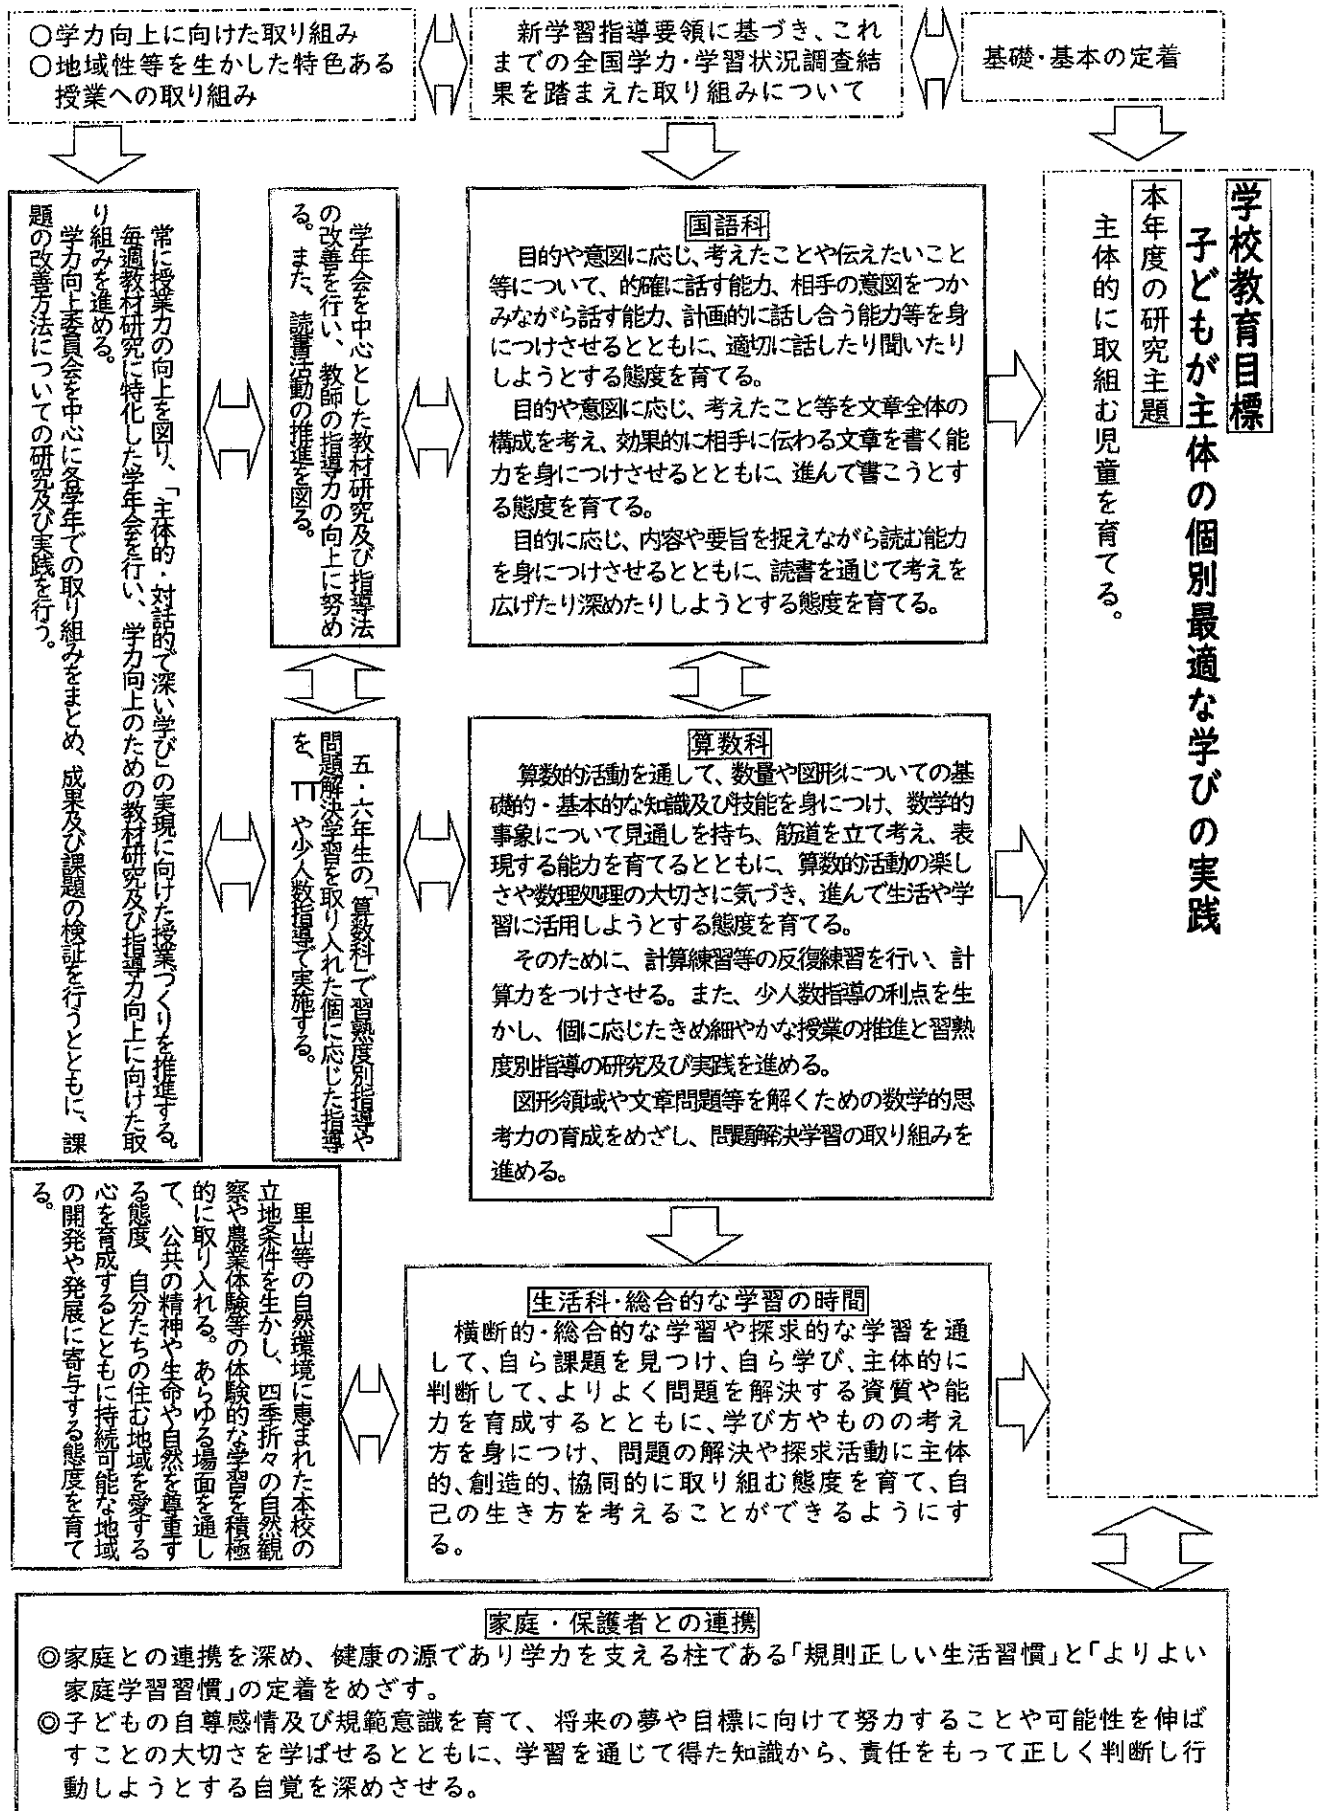 ○学力向上に向けた取り組み
○地域性等を生かした特色ある
授業への取り組み
新学習指導要領に基づき、これ
までの全国学力・学習状況調査結
果を踏まえた取り組みについて
基礎・基本の定着
学校教育目標
子どもが主体の個別最適な学びの実践
本年度の研究主題
主体的に取組む児童を育てる。
国語科
目的や意図に応じ、考えたことや伝えたいこと
等について、的確に話す能力、相手の意図をつか
みながら話す能力、計画的に話し合う能力等を身
につけさせるとともに、適切に話したり聞いたり
しようとする態度を育てる。
目的や意図に応じ、考えたこと等を文章全体の
構成を考え、効果的に相手に伝わる文章を書く能
力を身につけさせるとともに、進んで書こうとす
る態度を育てる。
目的に応じ、内容や要旨を捉えながら読む能力
を身につけさせるとともに、読書を通じて考えを
広げたり深めたりしようとする態度を育てる。
学年会を中心とした教材研究及び指導法
の改善を行い、教師の指導力の向上に努め
る。また、読書活動の推進を図る。
常に授業力の向上を図り、「主体的・対話的で深い学び」の実現に向けた授業づくりを推進する。
毎週教材研究に特化した学年会を行い、学力向上のための教材研究及び指導力向上に向けた取
り組みを進める。
学力向上委員会を中心に各学年での取り組みをまとめ、成果及び課題の検証を行うとともに、課
題の改善方法についての研究及び実践を行う。
算数科
算数的活動を通して、数量や図形についての基
礎的・基本的な知識及び技能を身につけ、数学的
事象について見通しを持ち、筋道を立て考え、表
現する能力を育てるとともに、算数的活動の楽し
さや数理処理の大切さに気づき、進んで生活や学
習に活用しようとする態度を育てる。
そのために、計算練習等の反復練習を行い、計
算力をつけさせる。また、少人数指導の利点を生
かし、個に応じたきめ細やかな授業の推進と習熟
度別指導の研究及び実践を進める。
図形領域や文章問題等を解くための数学的思
考力の育成をめざし、問題解決学習の取り組みを
進める。
五・六年生の「算数科」で習熟度別指導や
問題解決学習を取り入れた個に応じた指導
を、TTや少人数指導で実施する。
里山等の自然環境に恵まれた本校の
立地条件を生かし、四季折々の自然観
察や農業体験等の体験的な学習を積極
的に取り入れる。あらゆる場面を通し
て、公共の精神や生命や自然を尊重す
る態度、自分たちの住む地域を愛する
心を育成するとともに持続可能な地域
の開発や発展に寄与する態度を育て
る。
生活科・総合的な学習の時間
横断的・総合的な学習や探求的な学習を通
して、自ら課題を見つけ、自ら学び、主体的に
判断して、よりよく問題を解決する資質や能
力を育成するとともに、学び方やものの考え
方を身につけ、問題の解決や探求活動に主体
的、創造的、協同的に取り組む態度を育て、自
己の生き方を考えることができるようにす
る。
家庭・保護者との連携
◎家庭との連携を深め、健康の源であり学力を支える柱である「規則正しい生活習慣」と「よりよい
家庭学習習慣」の定着をめざす。
◎子どもの自尊感情及び規範意識を育て、将来の夢や目標に向けて努力することや可能性を伸ば
すことの大切さを学ばせるとともに、学習を通じて得た知識から、責任をもって正しく判断し行
動しようとする自覚を深めさせる。